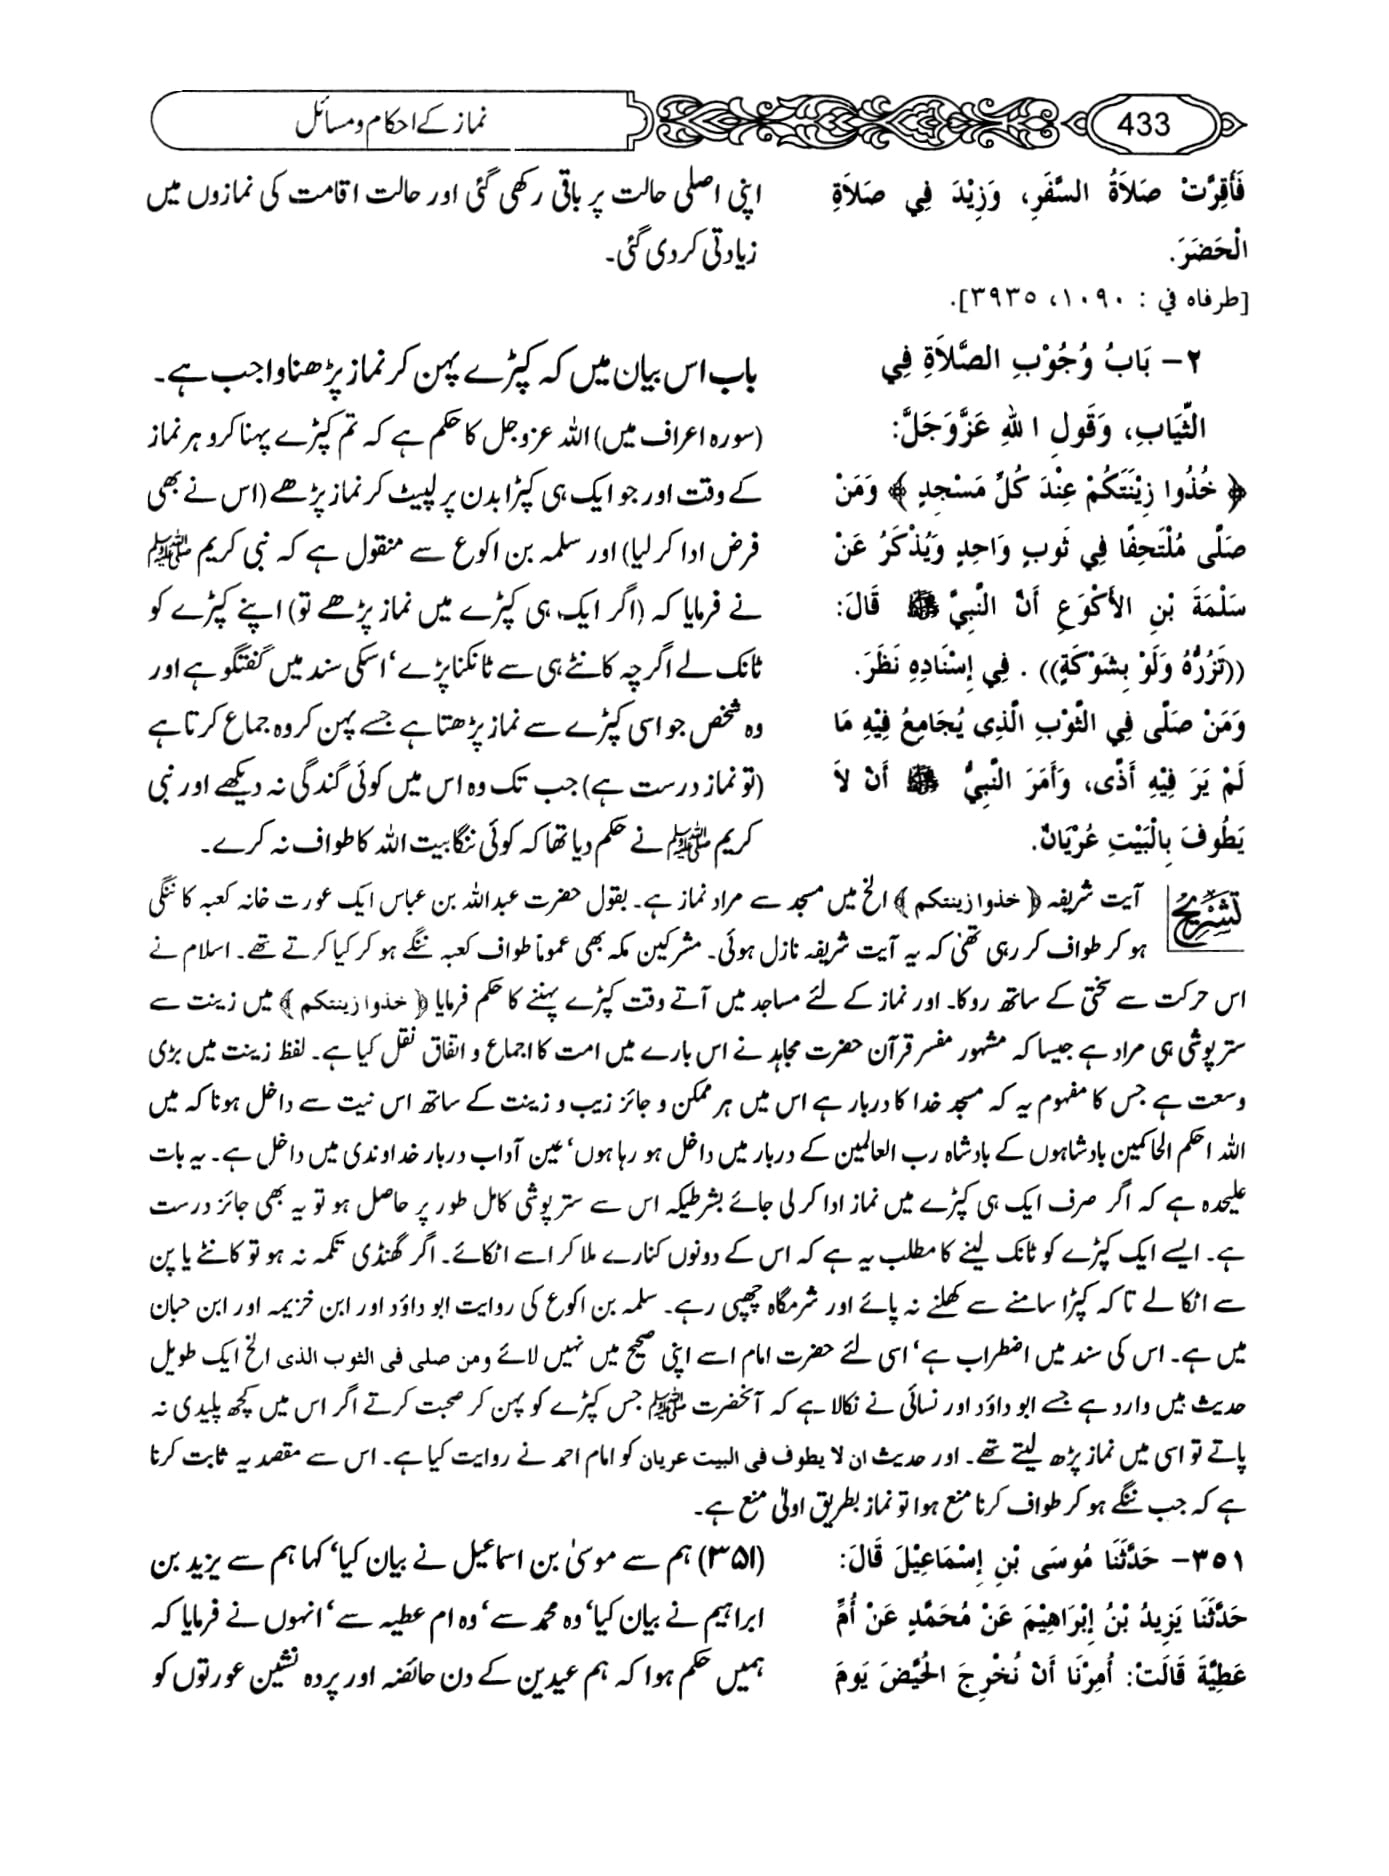 433
نماز کے احکام و مسائل
فَأُقِرَّتْ صَلَاةُ السَّفَرِ، وَزِيْدَ فِي صَلَاةِ
الْحَضَرَ.
[طرفاه في : ١٠٩٠، ٣٩٣٥].
٢- بَابُ وُجُوْبِ الصَّلَاةِ فِي
الثِّيَابِ، وَقَولِ اللهِ عَزَّوَجَلَّ:
﴿ خُذُوا زِيْنَتَكُمْ عِنْدَ كُلِّ مَسْجِدٍ ﴾ وَمَنْ
صَلَّى مُلْتَحِفًا فِي ثَوبٍ وَاحِدٍ وَيُذْكَرُ عَنْ
سَلْمَةَ بْنِ الأَكْوَعِ أَنَّ النَّبِيَّ ﷺ قَالَ:
((تَزُرُّهُ وَلَوْ بِشَوْكَةٍ)) . فِي إِسْنَادِهِ نَظَرَ.
وَمَنْ صَلَّى فِي الثَّوْبِ الَّذِى يُجَامِعُ فِيْهِ مَا
لَمْ يَرَ فِيْهِ أَذًى، وَأَمَرَ النَّبِيُّ ﷺ أَنْ لاَ
يَطُوفَ بِالْبَيْتِ عُرْيَانٌ.
اپنی اصلی حالت پر باقی رکھی گئی اور حالت اقامت کی نمازوں میں
زیادتی کر دی گئی۔
باب اس بیان میں کہ کپڑے پہن کر نماز پڑھنا واجب ہے۔
(سورہ اعراف میں) اللہ عزوجل کا حکم ہے کہ تم کپڑے پہنا کرو ہر نماز
کے وقت اور جو ایک ہی کپڑا بدن پر لپیٹ کر نماز پڑھے (اس نے بھی
فرض ادا کر لیا) اور سلمہ بن اکوع سے منقول ہے کہ نبی کریم ﷺ
نے فرمایا کہ (اگر ایک ہی کپڑے میں نماز پڑھے تو) اپنے کپڑے کو
ٹانک لے اگرچہ کانٹے ہی سے ٹانکنا پڑے‘ اسکی سند میں گفتگو ہے اور
وہ شخص جو اسی کپڑے سے نماز پڑھتا ہے جسے پہن کر وہ جماع کرتا ہے
(تو نماز درست ہے) جب تک وہ اس میں کوئی گندگی نہ دیکھے اور نبی
کریم ﷺ نے حکم دیا تھا کہ کوئی ننگا بیت اللہ کا طواف نہ کرے۔
تشریح
آیت شریفہ ﴿ خذوا زینتکم ﴾ الخ میں مسجد سے مراد نماز ہے۔ بقول حضرت عبداللہ بن عباس ایک عورت خانہ کعبہ کا ننگی
ہو کر طواف کر رہی تھی کہ یہ آیت شریفہ نازل ہوئی۔ مشرکین مکہ بھی عموماً طواف کعبہ ننگے ہو کر کیا کرتے تھے۔ اسلام نے
اس حرکت سے سختی کے ساتھ روکا۔ اور نماز کے لئے مساجد میں آتے وقت کپڑے پہننے کا حکم فرمایا ﴿ خذوا زینتکم ﴾ میں زینت سے
ستر پوشی ہی مراد ہے جیسا کہ مشہور مفسر قرآن حضرت مجاہد نے اس بارے میں امت کا اجماع و اتفاق نقل کیا ہے۔ لفظ زینت میں بڑی
وسعت ہے جس کا مفہوم یہ کہ مسجد خدا کا دربار ہے اس میں ہر ممکن و جائز زیب و زینت کے ساتھ اس نیت سے داخل ہونا کہ میں
اللہ احکم الحاکمین بادشاہوں کے بادشاہ رب العالمین کے دربار میں داخل ہو رہا ہوں‘ عین آداب دربار خداوندی میں داخل ہے۔ یہ بات
علیحدہ ہے کہ اگر صرف ایک ہی کپڑے میں نماز ادا کر لی جائے بشرطیکہ اس سے ستر پوشی کامل طور پر حاصل ہو تو یہ بھی جائز درست
ہے۔ ایسے ایک کپڑے کو ٹانک لینے کا مطلب یہ ہے کہ اس کے دونوں کنارے ملا کر اسے اٹکائے۔ اگر گھنڈی تکمہ نہ ہو تو کانٹے یا پن
سے اٹکا لے تاکہ کپڑا سامنے سے کھلنے نہ پائے اور شرمگاہ چھپی رہے۔ سلمہ بن اکوع کی روایت ابو داؤد اور ابن خزیمہ اور ابن حبان
میں ہے۔ اس کی سند میں اضطراب ہے‘ اسی لئے حضرت امام اسے اپنی صحیح میں نہیں لائے ومن صلی فی الثوب الذی الخ ایک طویل
حدیث میں وارد ہے جسے ابو داؤد اور نسائی نے نکالا ہے کہ آنحضرت ﷺ جس کپڑے کو پہن کر صحبت کرتے اگر اس میں کچھ پلیدی نہ
پاتے تو اسی میں نماز پڑھ لیتے تھے۔ اور حدیث ان لا یطوف فی البیت عریان کو امام احمد نے روایت کیا ہے۔ اس سے مقصد یہ ثابت کرنا
ہے کہ جب ننگے ہو کر طواف کرنا منع ہوا تو نماز بطریق اولیٰ منع ہے۔
٣٥١- حَدَّثَنَا مُوسَى بْنِ إِسْمَاعِيْلَ قَالَ:
حَدَّثَنَا يَزِيدُ بْنُ إِبْرَاهِيْمَ عَنْ مُحَمَّدٍ عَنْ أُمِّ
عَطِيَّةَ قَالَتْ: أُمِرْنَا أَنْ نُخْرِجَ الْحُيَّضَ يَومَ
(۳۵۱) ہم سے موسیٰ بن اسماعیل نے بیان کیا‘ کہا ہم سے یزید بن
ابراہیم نے بیان کیا‘ وہ محمد سے‘ وہ ام عطیہ سے‘ انہوں نے فرمایا کہ
ہمیں حکم ہوا کہ ہم عیدین کے دن حائضہ اور پردہ نشین عورتوں کو